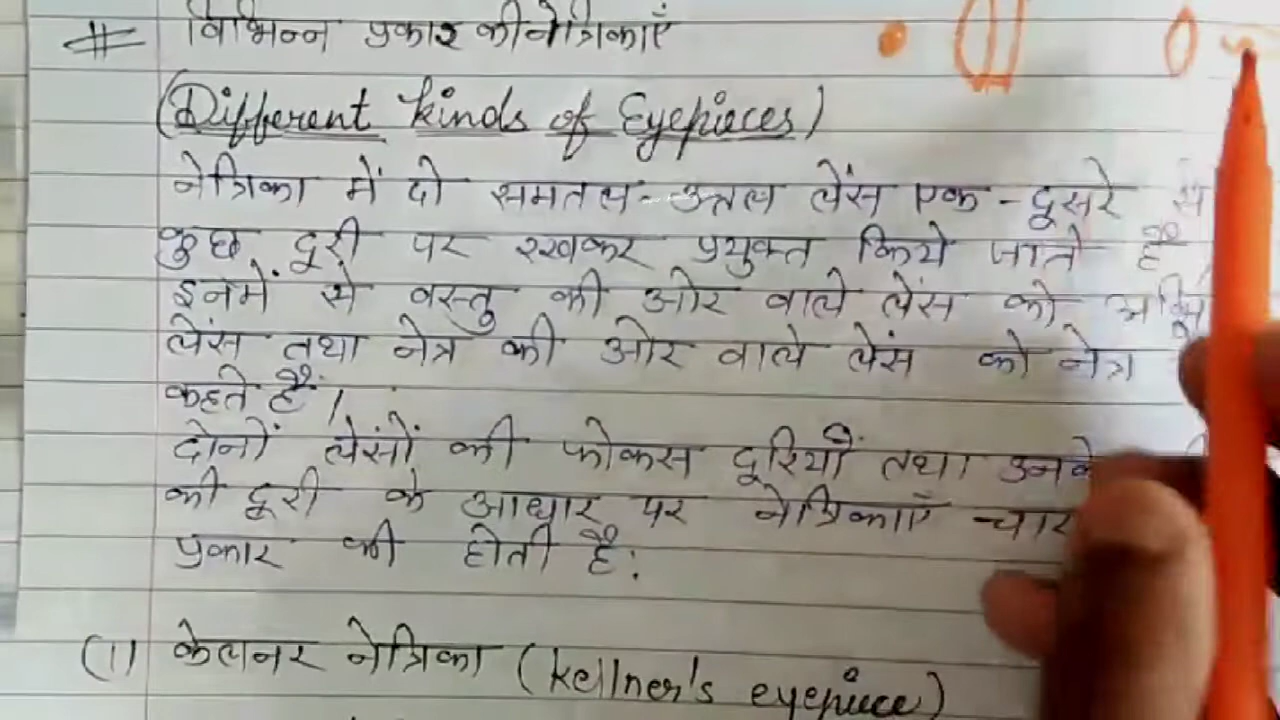 # विभिन्न प्रकार की नेत्रिकाएँ
(Different kinds of Eyepieces)
नेत्रिका में दो समतल-उत्तल लेंस एक-दूसरे से
कुछ दूरी पर रखकर प्रयुक्त किये जाते हैं
इनमें से वस्तु की ओर वाले लेंस को
लेंस तथा नेत्र की ओर वाले लेंस को नेत्र
कहते हैं।
दोनों लेंसों की फोकस दूरियाँ तथा उनके
की दूरी के आधार पर नेत्रिकाएँ चार
प्रकार की होती है:
(1) केलनर नेत्रिका (kellner's eyepiece)